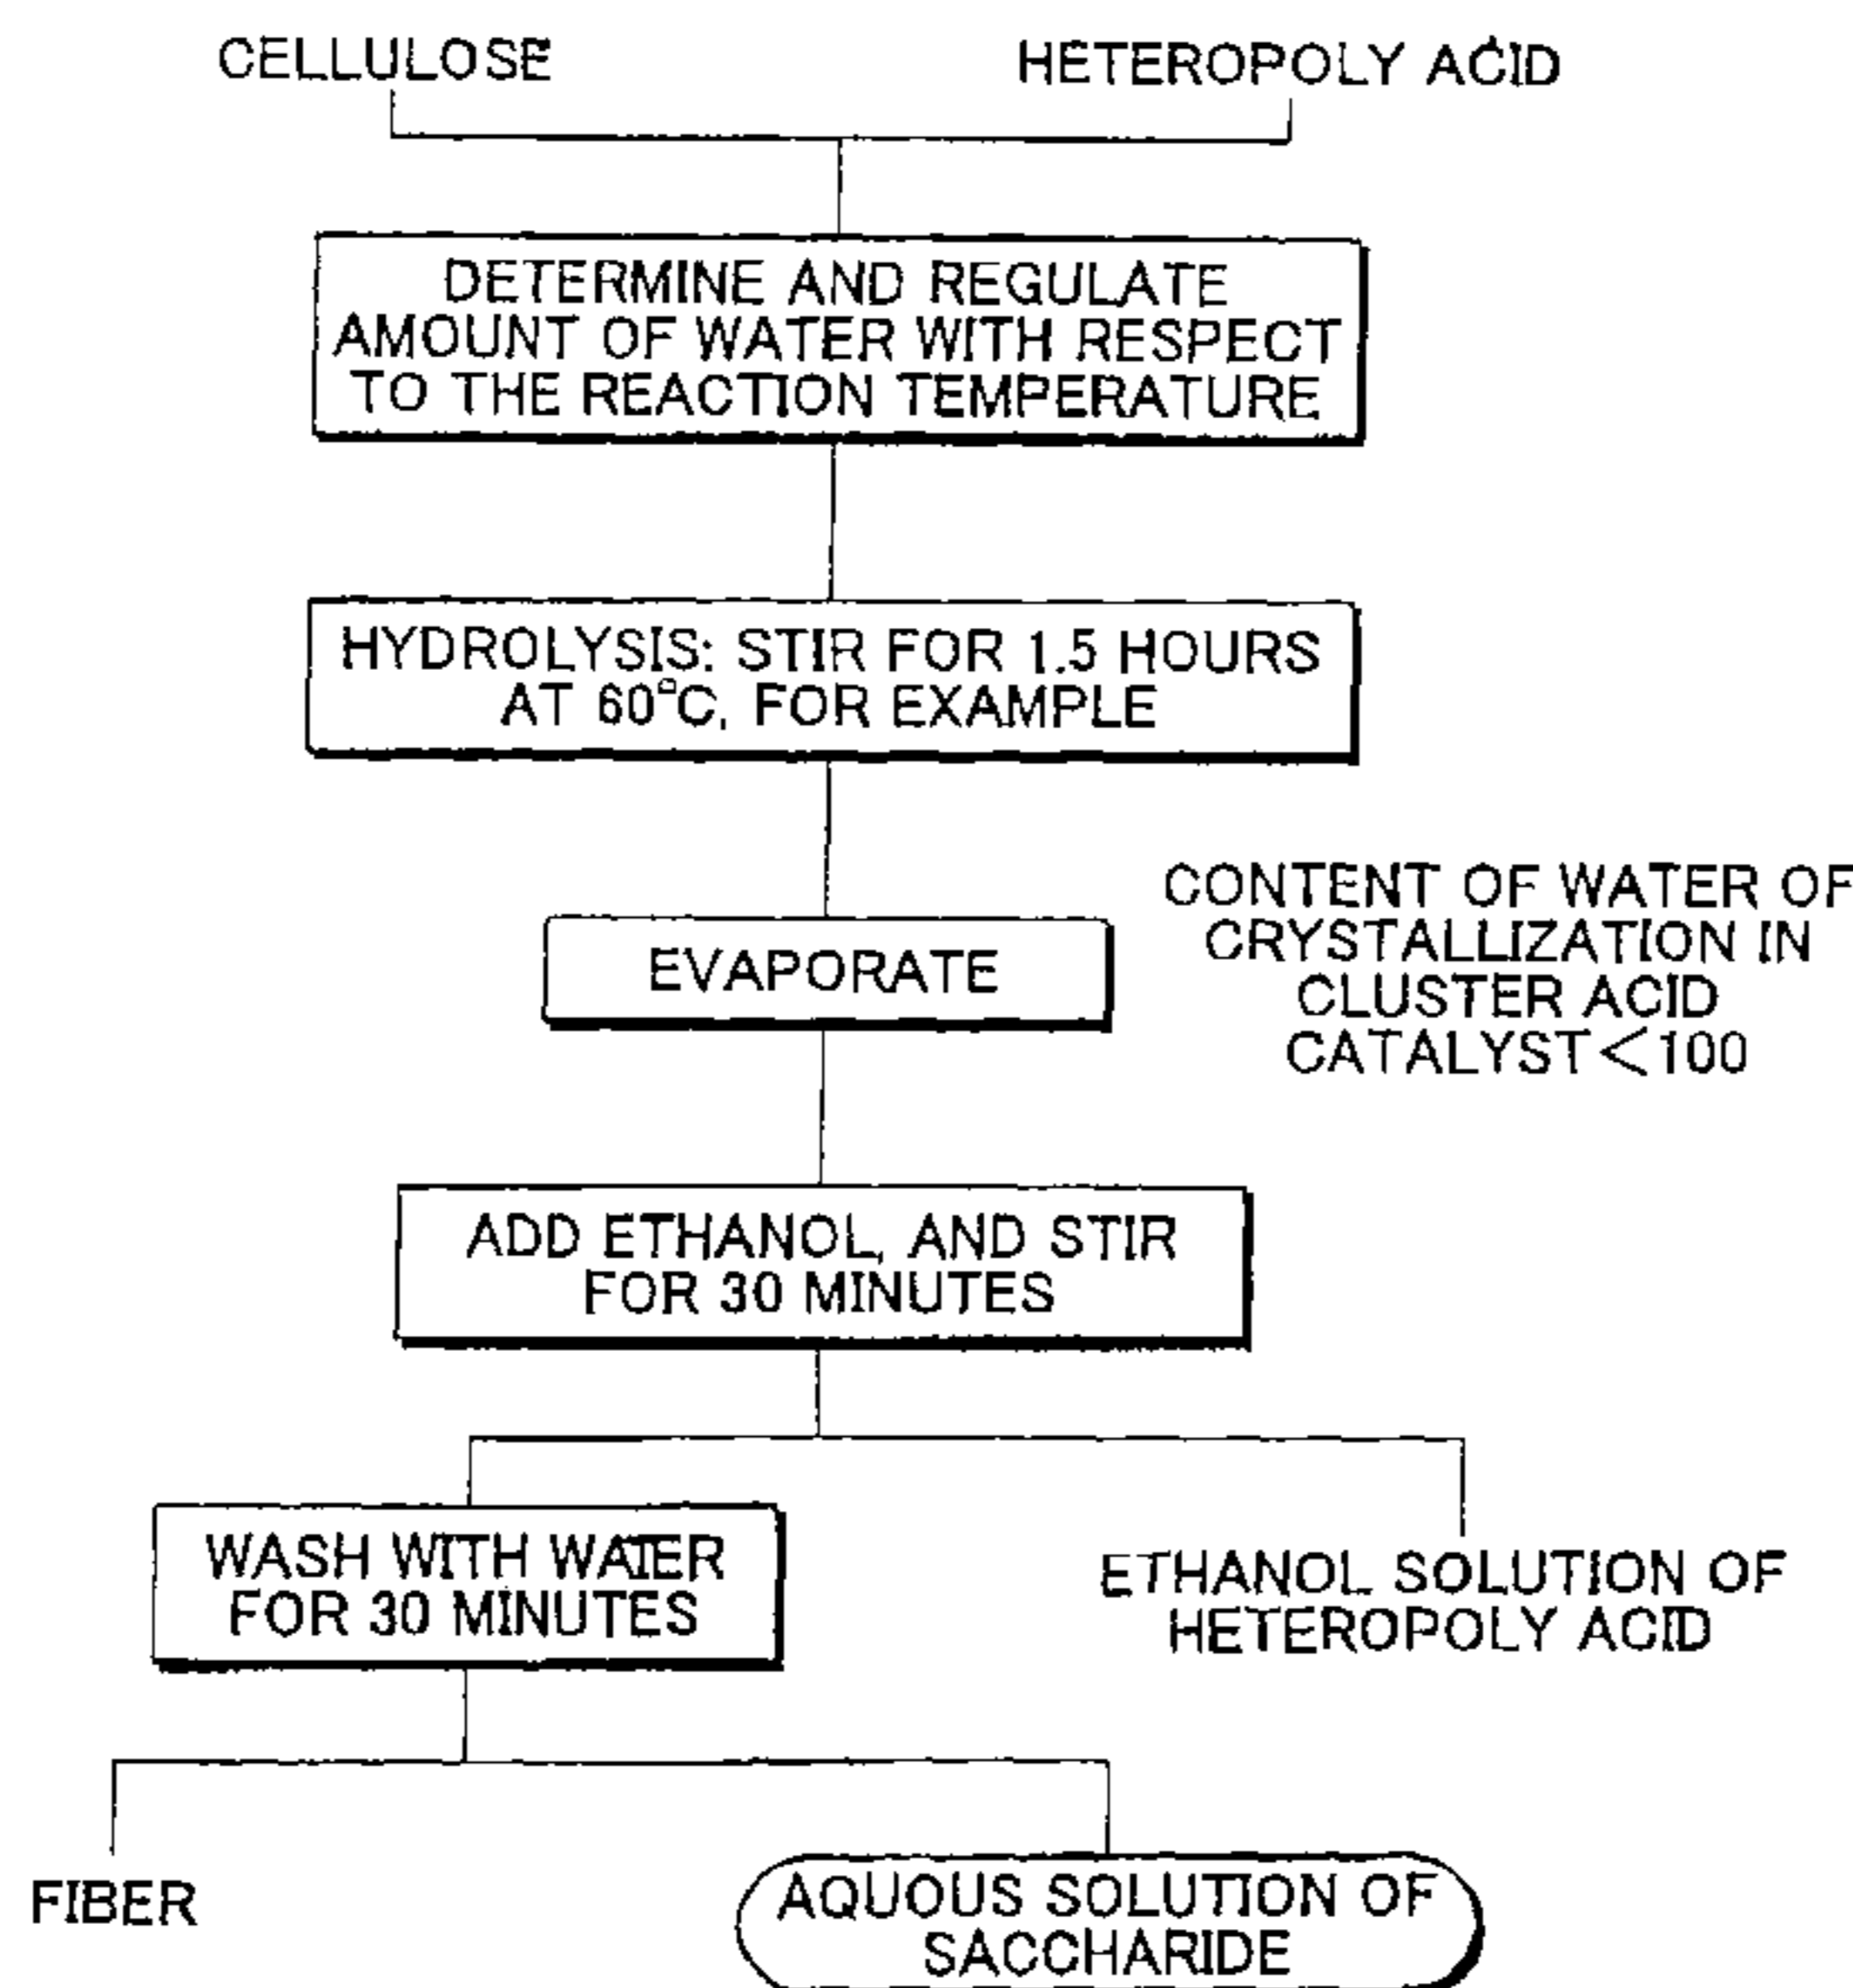 CELLULOSE
HETEROPOLY ACID
DETERMINE AND REGULATE
AMOUNT OF WATER WITH RESPECT
TO THE REACTION TEMPERATURE
HYDROLYSIS: STIR FOR 1.5 HOURS
AT 60°C, FOR EXAMPLE
EVAPORATE
CONTENT OF WATER OF
CRYSTALLIZATION IN
CLUSTER ACID
CATALYST<100
ADD ETHANOL, AND STIR
FOR 30 MINUTES
WASH WITH WATER
FOR 30 MINUTES
ETHANOL SOLUTION OF
HETEROPOLY ACID
FIBER
AQUOUS SOLUTION OF
SACCHARIDE